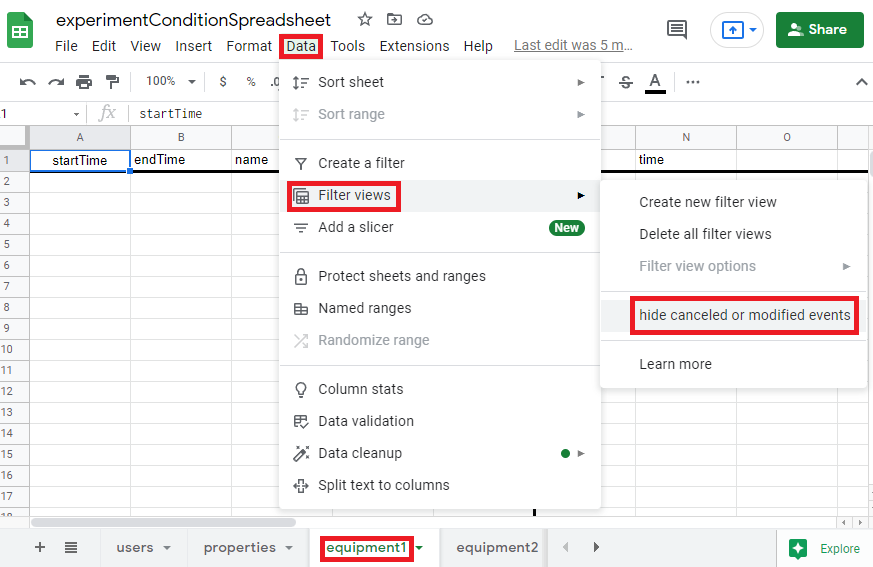 experimentConditionSpreadsheet
File Edit View Insert Format Data Tools Extensions Help Last edit was 5 m...
Share
100% $ % .0 S A ...
1 fx startTime
A B N O
1 startTime endTime name time
2
3
4
5
6
7
8
9
10
11
12
13
14
15
16
17
18
Sort sheet
Sort range
Create a filter
Filter views
Add a slicer New
Protect sheets and ranges
Named ranges
Randomize range
Column stats
Data validation
Data cleanup
Split text to columns
Create new filter view
Delete all filter views
Filter view options
hide canceled or modified events
Learn more
users properties equipment1 equipment2
Explore